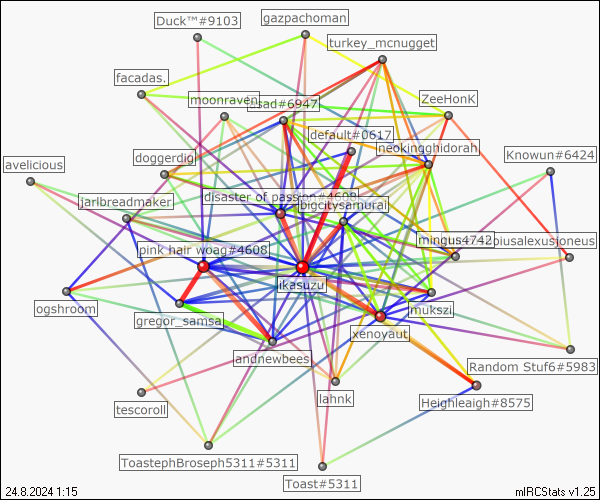 gazpachoman
Duck™#9103
turkey_mcnugget
facadas.
moonraven
sad#6947
ZeeHonK
default#0617
neokingghidorah
Knowun#6424
doggerdig
avelicious
disaster of passion#4608
jarlbreadmaker
bigcitysamurai
mingus4742
piusalexusjoneus
pink hair woag#4608
ikasuzu
ogshroom
gregor_samsa
mukszi
xenoyaut
andnewbees
Random Stuf6#5983
lahnk
Heighleaigh#8575
tescoroll
ToastephBroseph5311#5311
Toast#5311
24.8.2024 1:15
mIRCStats v1.25